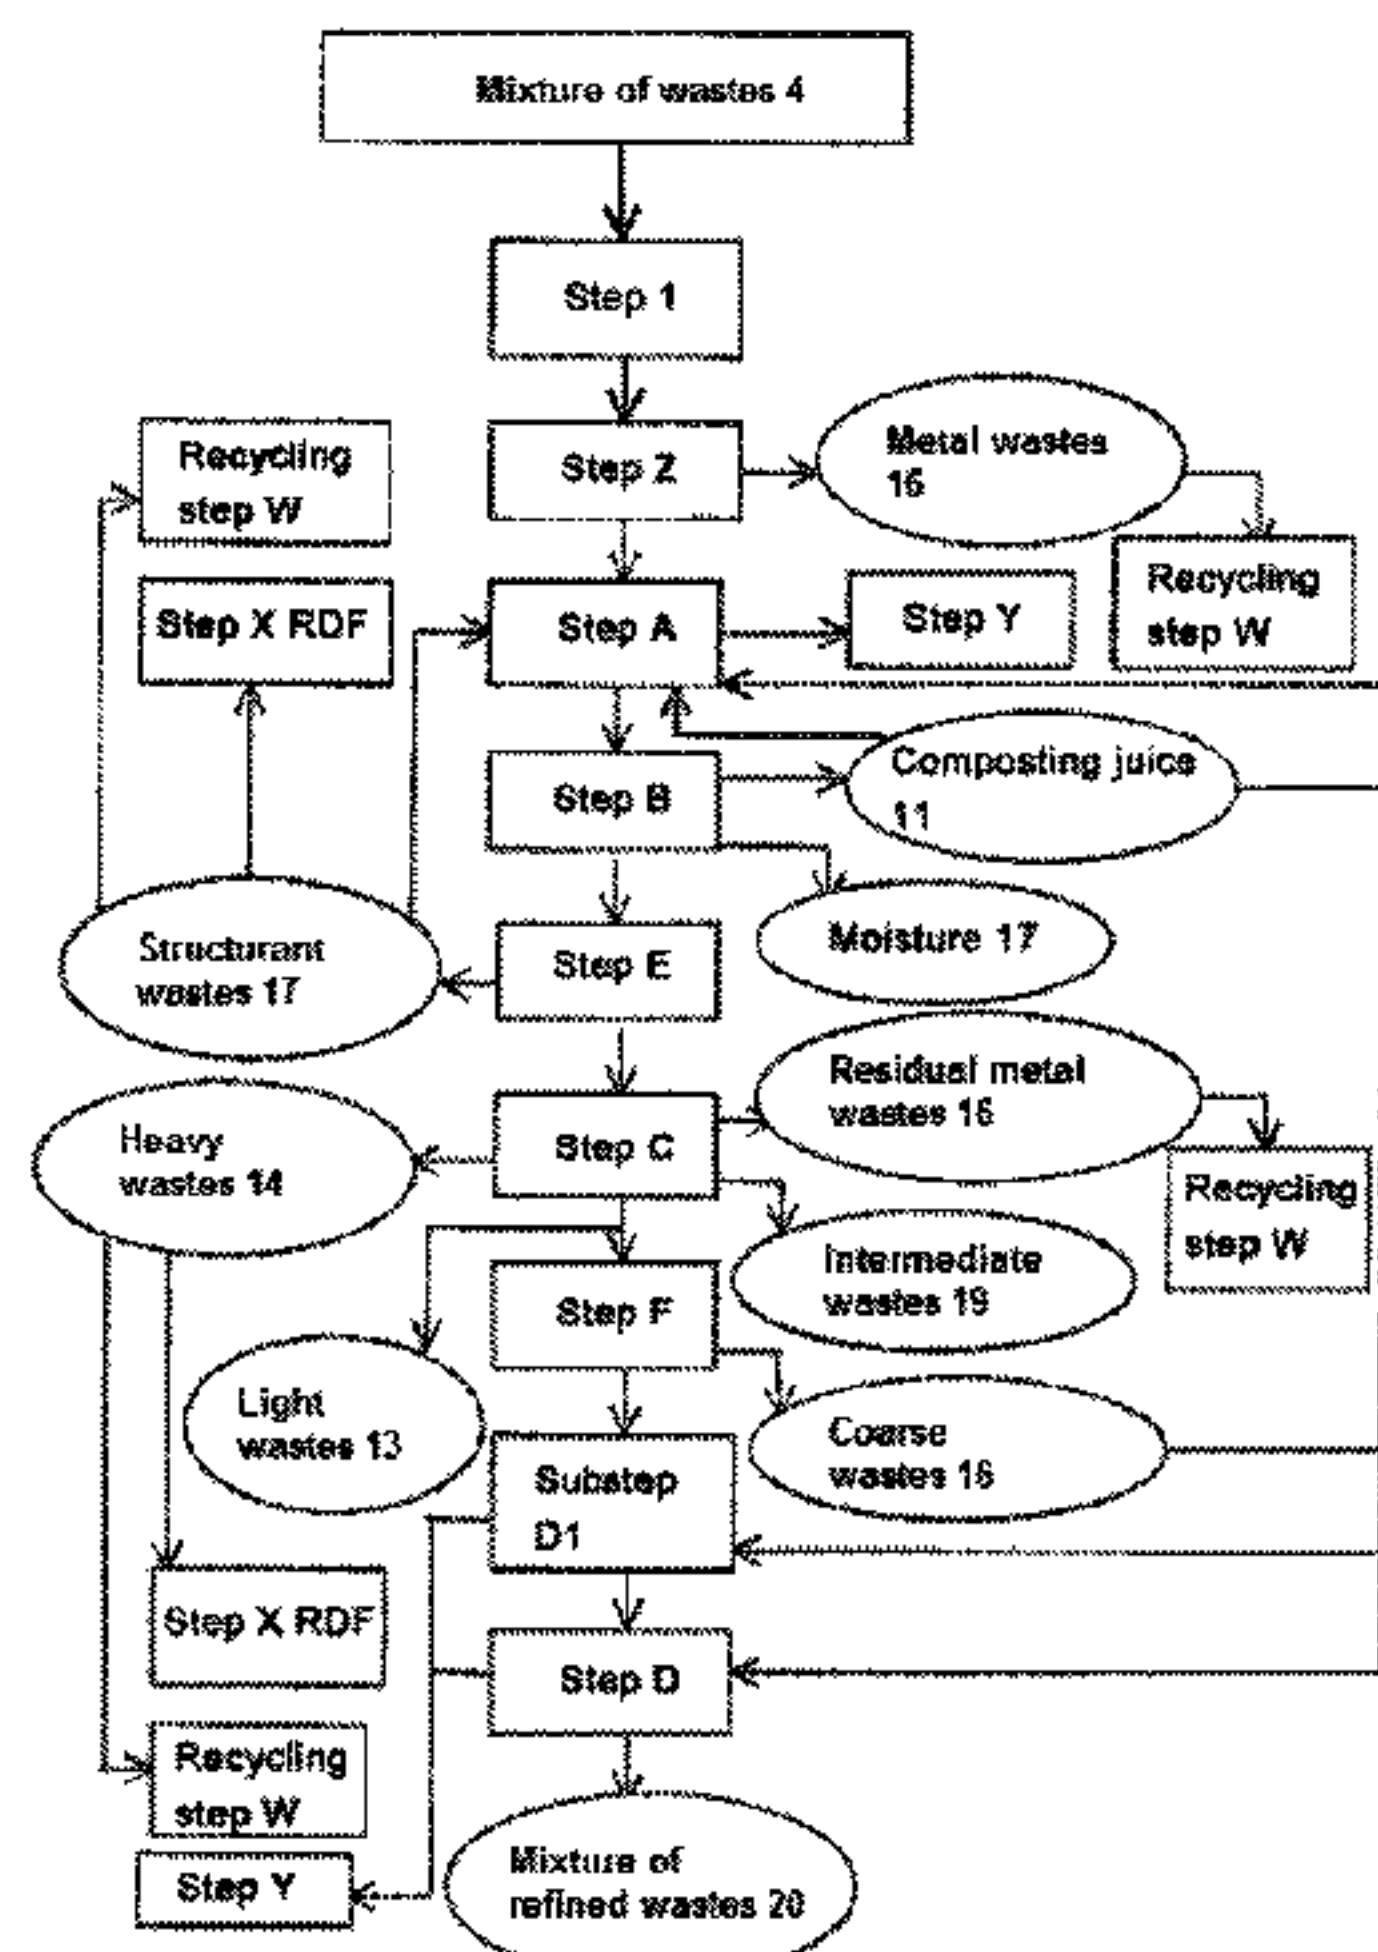 Mixture of wastes 4
Step 1
Step Z
Metal wastes
16
Recycling
step W
Recycling
step W
Step X RDF
Step A
Step Y
Composting juice
11
Step B
Moisture 17
Structurant
wastes 17
Step E
Residual metal
wastes 16
Heavy
wastes 14
Step C
Recycling
step W
Intermediate
wastes 19
Step F
Light
wastes 13
Coarse
wastes 18
Substep
D1
Step X RDF
Step D
Recycling
step W
Mixture of
refined wastes 20
Step Y